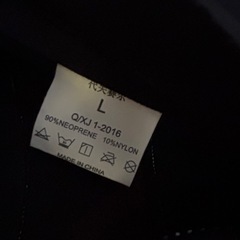 L
Q/XJ 1-2016
90%NEOPRENE 10%NYLON
MADE IN CHINA